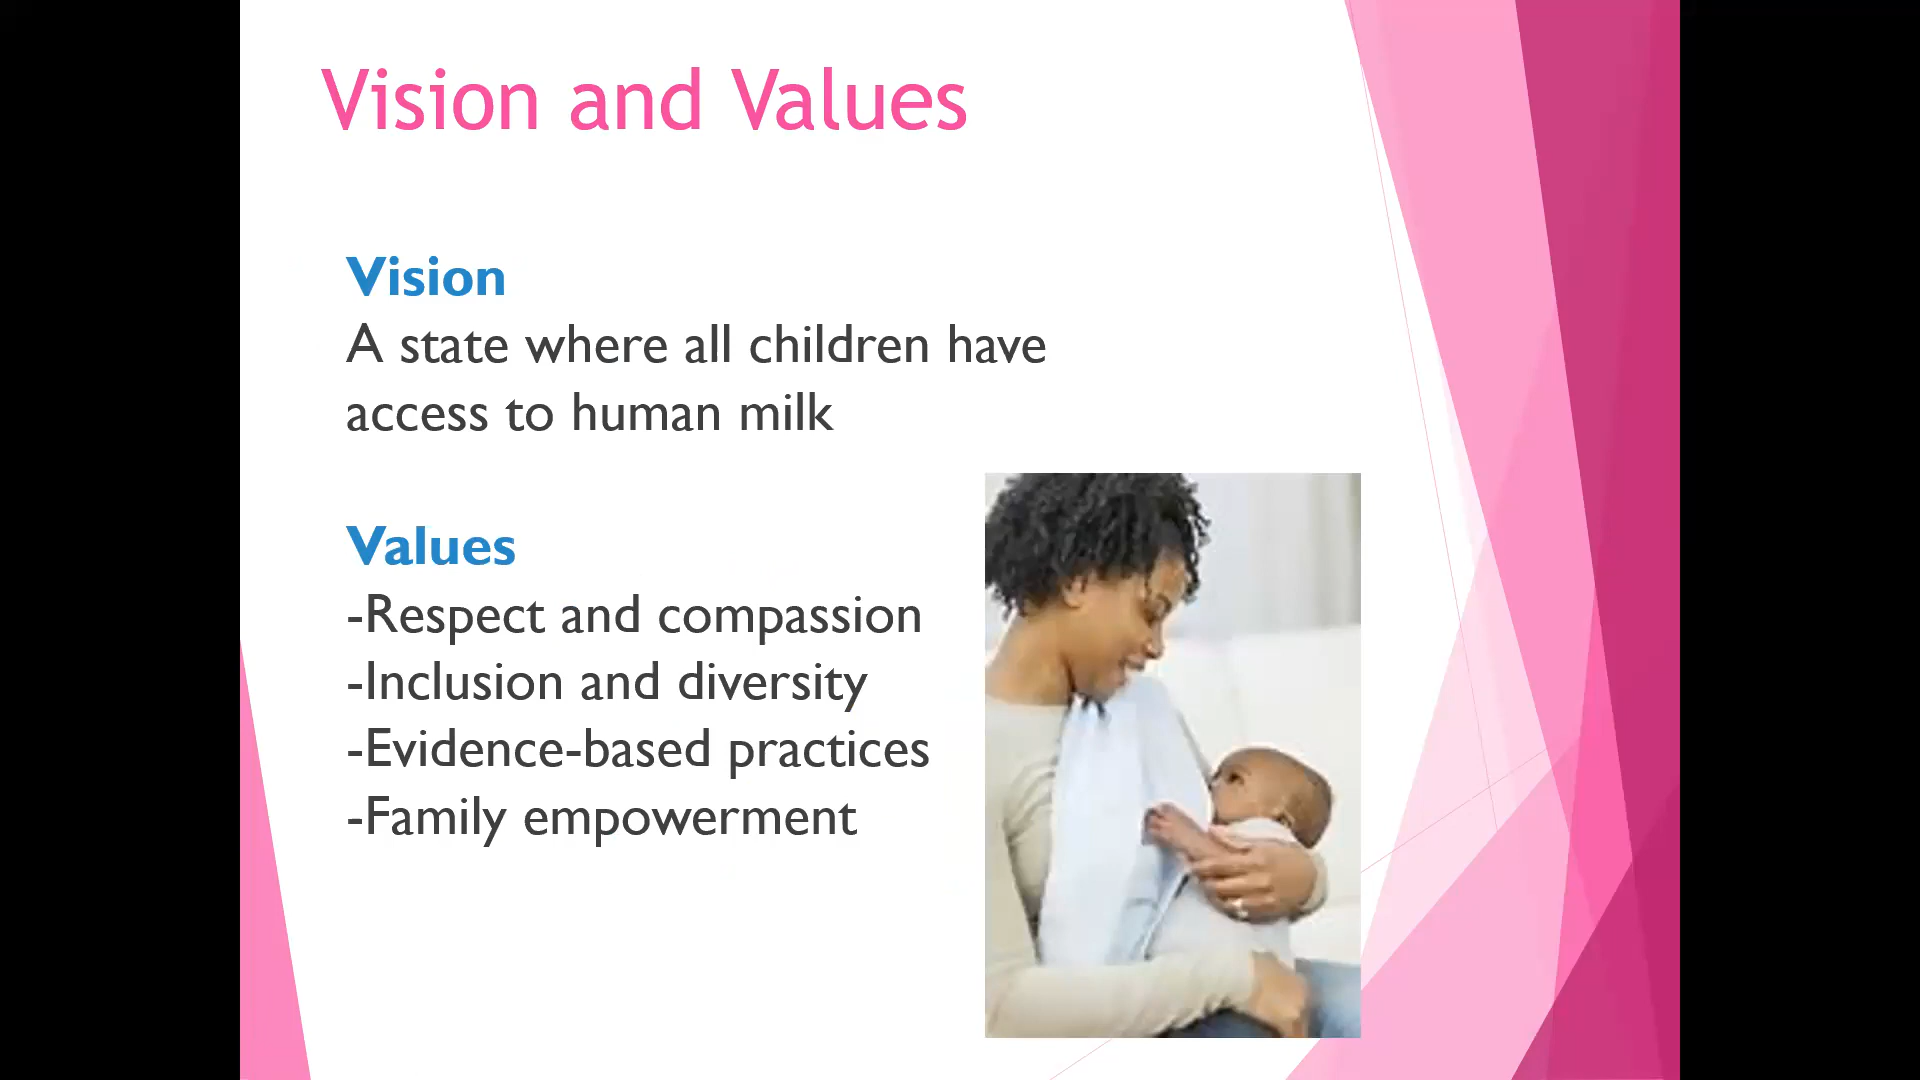 Vision and Values
Vision
A state where all children have
access to human milk
Values
-Respect and compassion
-Inclusion and diversity
-Evidence-based practices
-Family empowerment